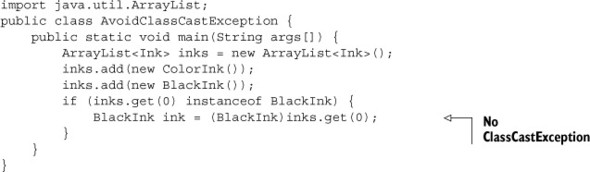 import java.util.ArrayList;
public class AvoidClassCastException {
    public static void main(String args[]) {
        ArrayList<Ink> inks = new ArrayList<Ink>();
        inks.add(new ColorInk());
        inks.add(new BlackInk());
        if (inks.get(0) instanceof BlackInk) {
            BlackInk ink = (BlackInk)inks.get(0);
        }
    }
}
No
ClassCastException